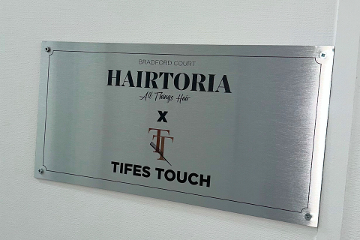 BRADFORD COURT
HAIRTORIA
All Things Hair
X
TT
TIFES TOUCH